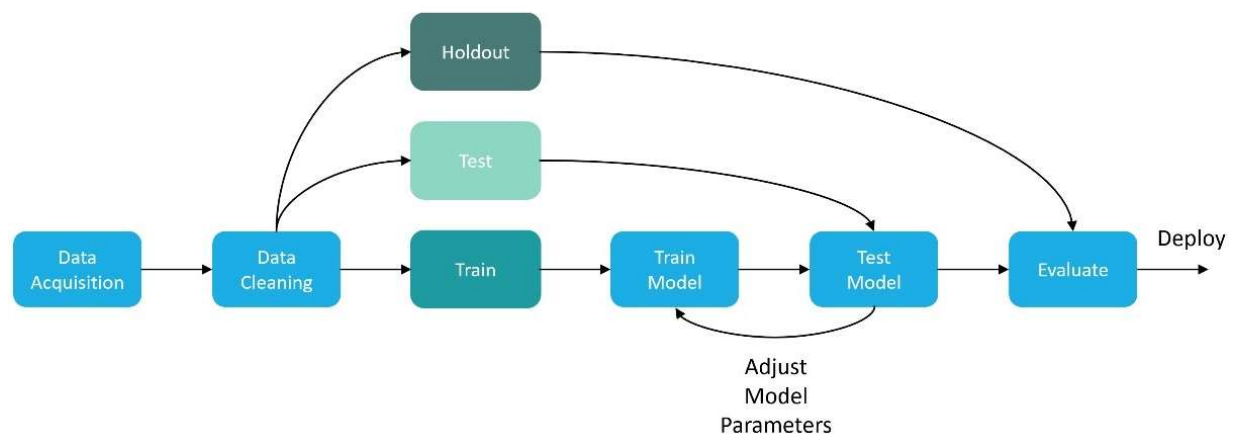 Holdout
Test
Data
Acquisition
Data
Cleaning
Train
Train
Model
Test
Model
Evaluate
Deploy
Adjust
Model
Parameters